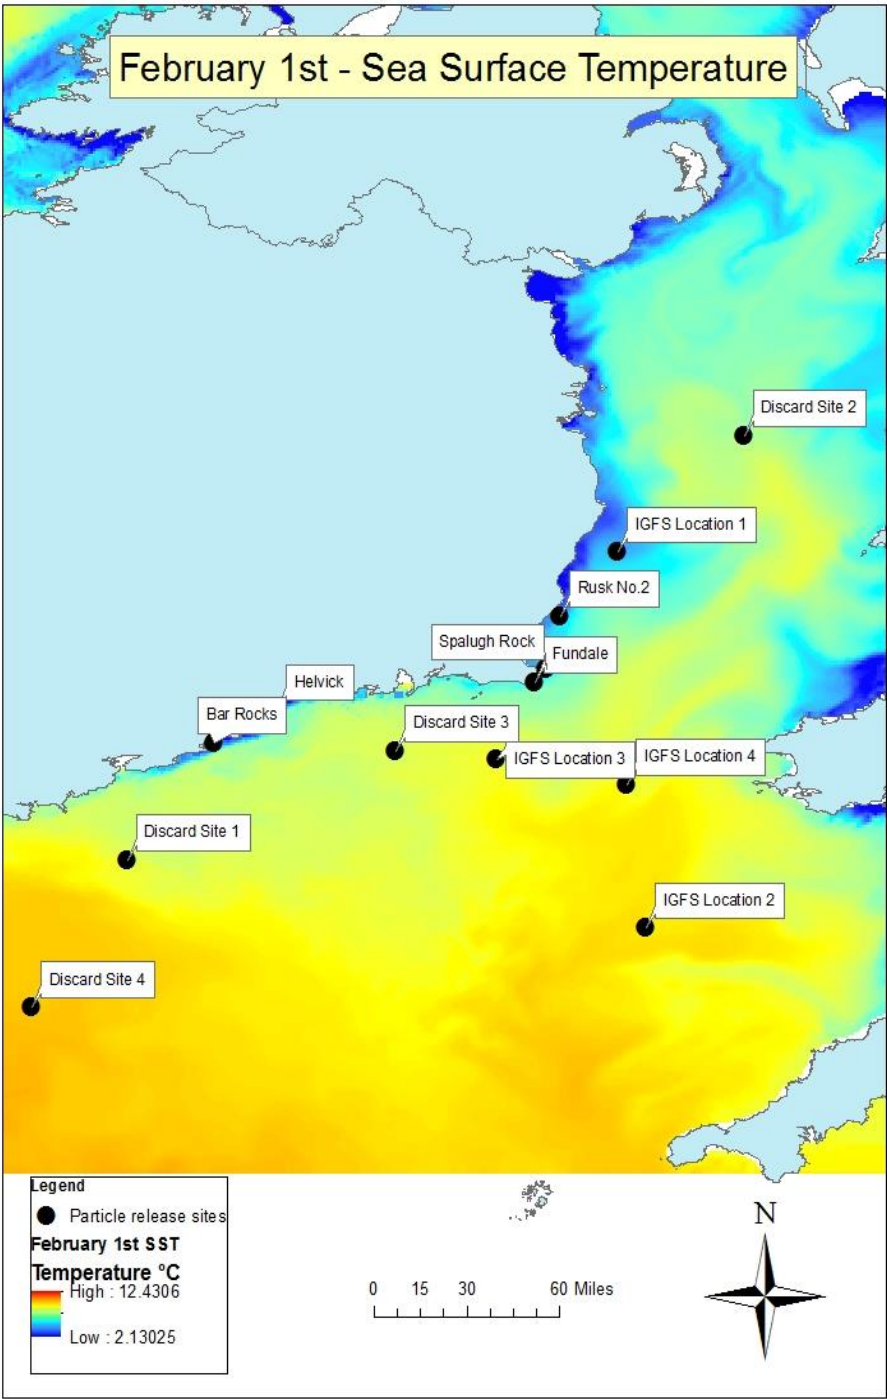 February 1st - Sea Surface Temperature
Discard Site 2
IGFS Location 1
Rusk No.2
Spalugh Rock
Fundale
Helvick
Bar Rocks
Discard Site 3
IGFS Location 3
IGFS Location 4
Discard Site 1
IGFS Location 2
Discard Site 4
Legend
Particle release sites
February 1st SST
Temperature °C
High : 12.4306
Low : 2.13025
0 15 30 60 Miles
N